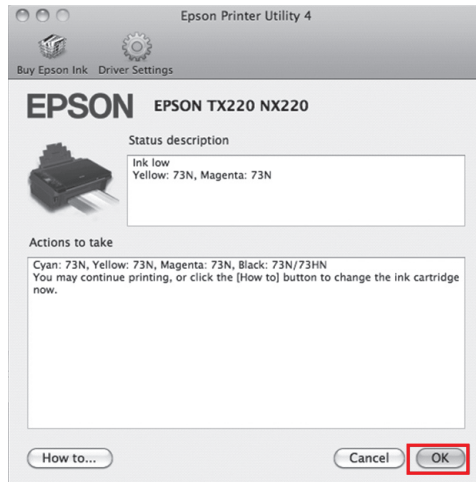 Epson Printer Utility 4
Buy Epson Ink Driver Settings
EPSON EPSON TX220 NX220
Status description
Ink low
Yellow: 73N, Magenta: 73N
Actions to take
Cyan: 73N, Yellow: 73N, Magenta: 73N, Black: 73N/73HN
You may continue printing, or click the [How to] button to change the ink cartridge
now.
How to... Cancel OK